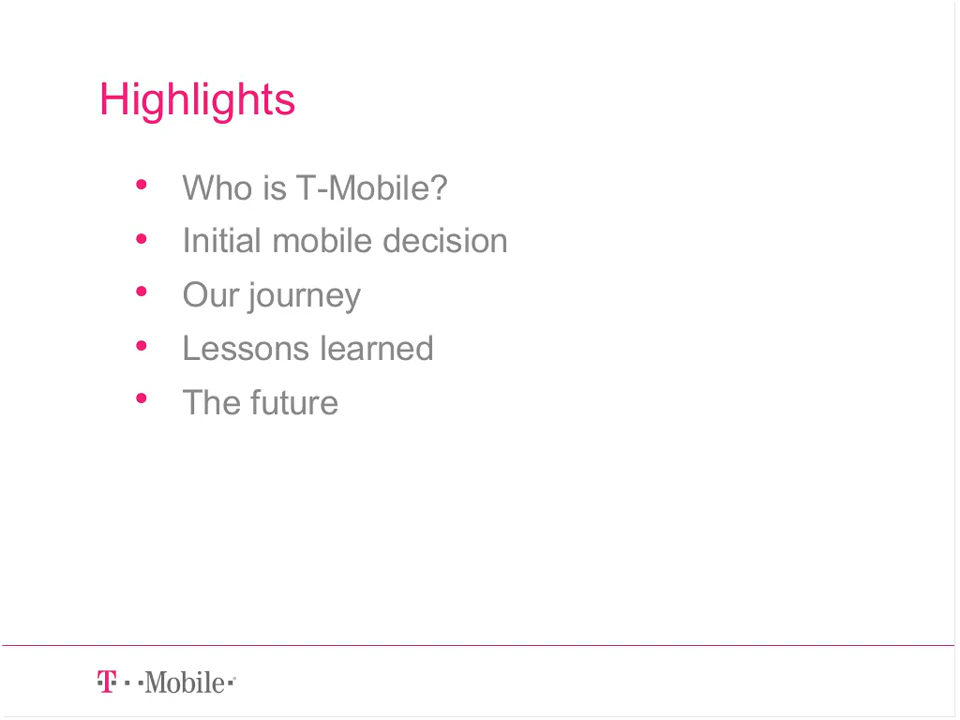 Highlights
• Who is T-Mobile?
• Initial mobile decision
• Our journey
• Lessons learned
• The future
T · · Mobile ·